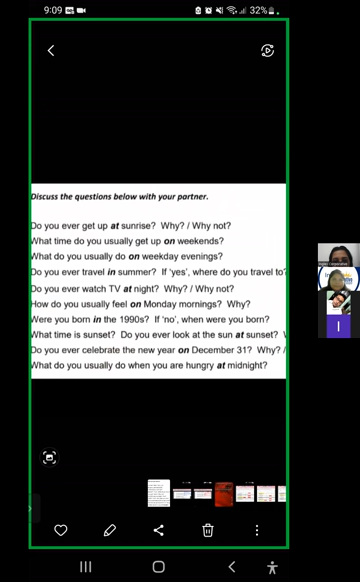 9:09
32%
Discuss the questions below with your partner.
Do you ever get up at sunrise? Why? / Why not?
What time do you usually get up on weekends?
What do you usually do on weekday evenings?
Do you ever travel in summer? If 'yes', where do you travel to?
Do you ever watch TV at night? Why? / Why not?
How do you usually feel on Monday mornings? Why?
Were you born in the 1990s? If 'no', when were you born?
What time is sunset? Do you ever look at the sun at sunset?
Do you ever celebrate the new year on December 31? Why? /
What do you usually do when you are hungry at midnight?
I